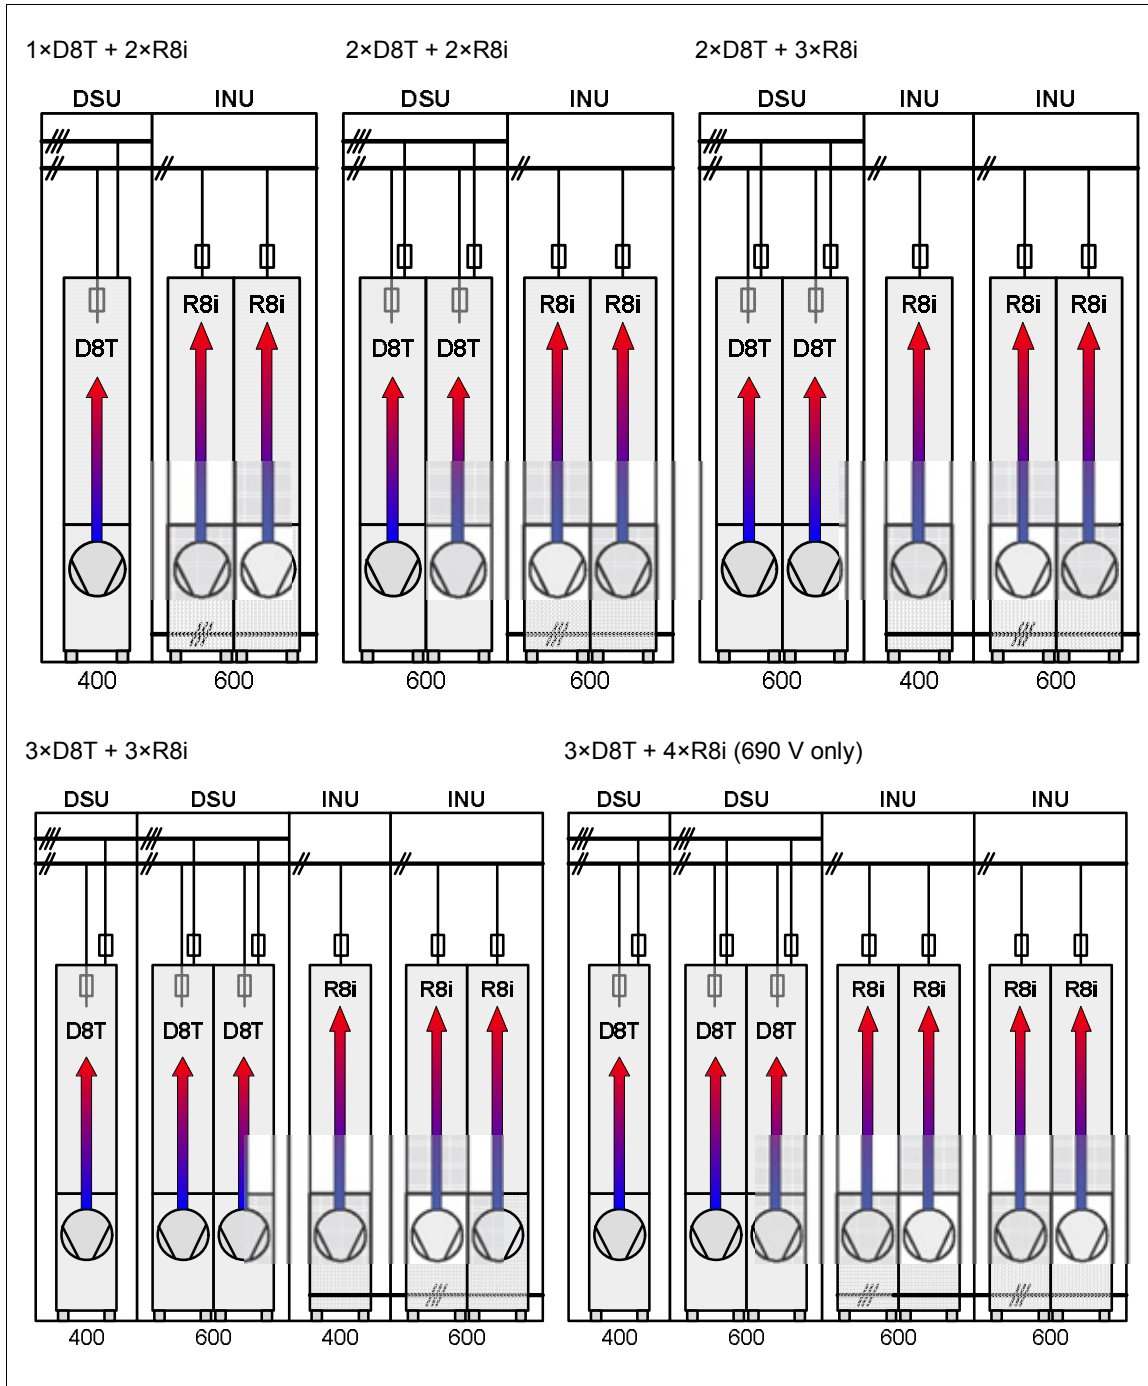 1×D8T + 2×R8i
2×D8T + 2×R8i
2×D8T + 3×R8i
DSU INU
DSU INU
DSU INU INU
R8i R8i
D8T
R8i R8i
D8T D8T
R8i R8i R8i
D8T D8T
400 600
600 600
600 400 600
3×D8T + 3×R8i
3×D8T + 4×R8i (690 V only)
DSU DSU INU INU
DSU DSU INU INU
R8i R8i R8i
D8T D8T D8T
R8i R8i R8i R8i
D8T D8T D8T
400 600 400 600
400 600 600 600